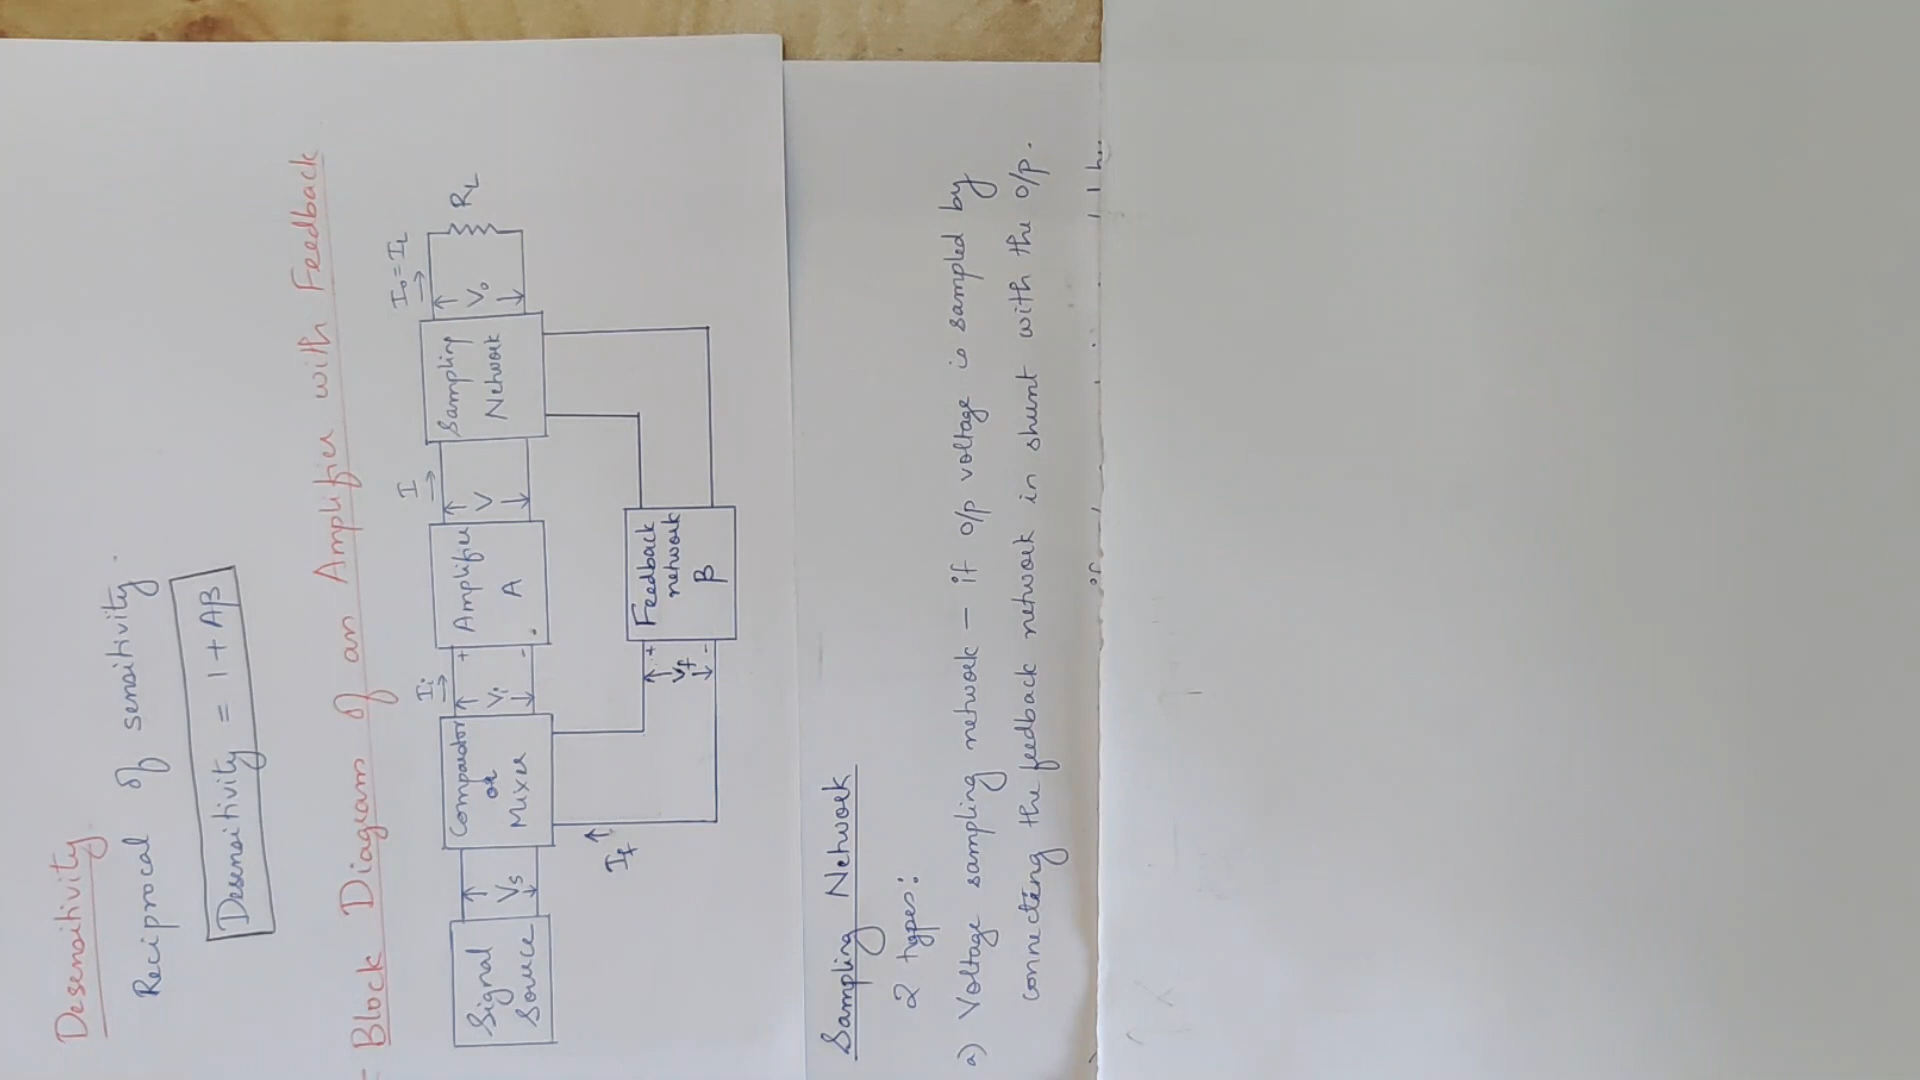 Desensitivity
Reciprocal of sensitivity.
Desensitivity = 1 + Aβ
- Block Diagram of an Amplifier with Feedback
Signal
Source
Vs
Comparator
or
Mixer
Ii
+
Vi
-
Amplifier
A
I
V
Sampling
Network
Io = IL
Vo
RL
If
+
Vf
-
Feedback
network
β
Sampling Network
2 types:
a) Voltage sampling network - if o/p voltage is sampled by
connecting the feedback network in shunt with the o/p.